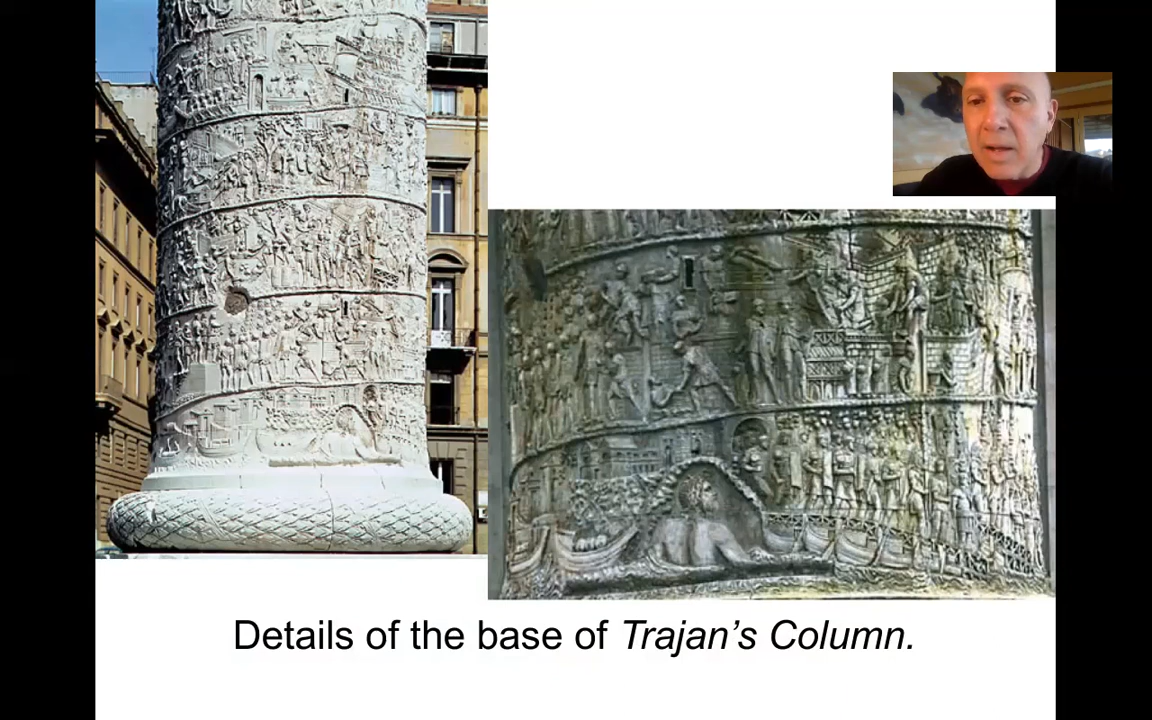 Details of the base of Trajan’s Column.